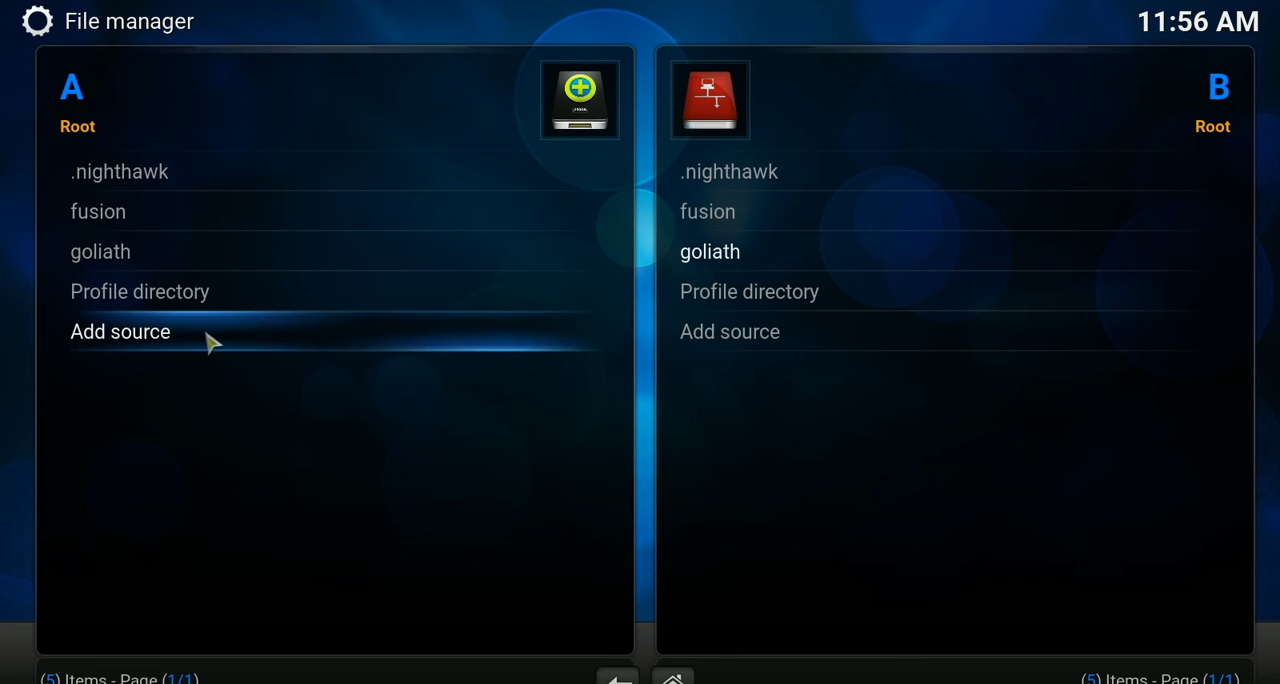 File manager
11:56 AM
A
Root
.nighthawk
fusion
goliath
Profile directory
Add source
B
Root
.nighthawk
fusion
goliath
Profile directory
Add source
(5) Items - Page (1/1)
(5) Items - Page (1/1)